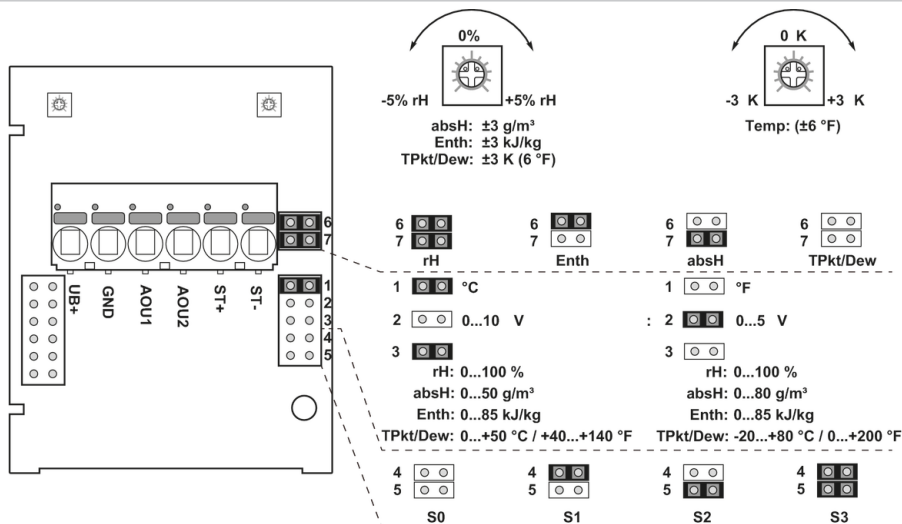 0%
-5% rH +5% rH
absH: ±3 g/m³
Enth: ±3 kJ/kg
TPkt/Dew: ±3 K (6 °F)
0 K
-3 K +3 K
Temp: (±6 °F)
6
7
UB+
GND
AOU1
AOU2
ST+
ST-
1
2
3
4
5
6
7
rH
6
7
Enth
6
7
absH
6
7
TPkt/Dew
1 °C
2 0...10 V
3
rH: 0...100 %
absH: 0...50 g/m³
Enth: 0...85 kJ/kg
TPkt/Dew: 0...+50 °C / +40...+140 °F
1 °F
: 2 0...5 V
3
rH: 0...100 %
absH: 0...80 g/m³
Enth: 0...85 kJ/kg
TPkt/Dew: -20...+80 °C / 0...+200 °F
4
5
S0
4
5
S1
4
5
S2
4
5
S3